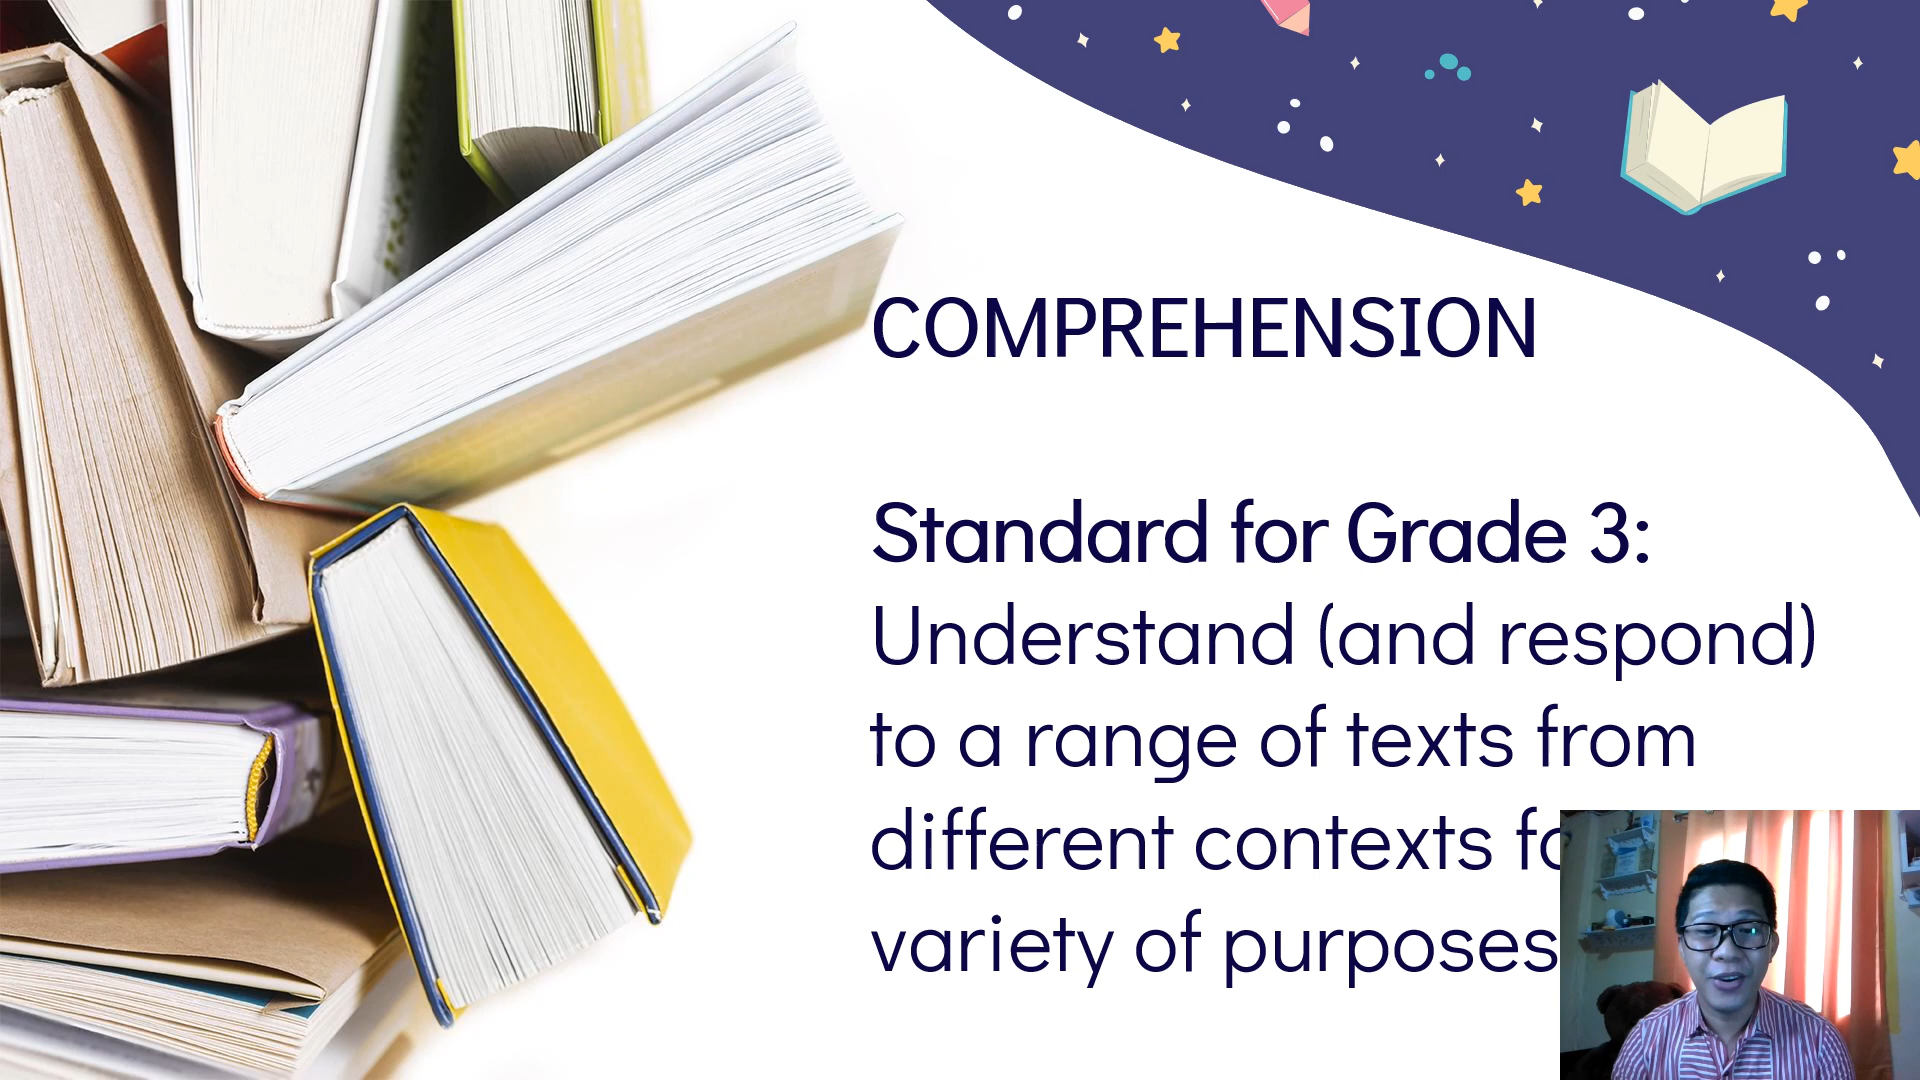 COMPREHENSION
Standard for Grade 3:
Understand (and respond)
to a range of texts from
different contexts
variety of purposes